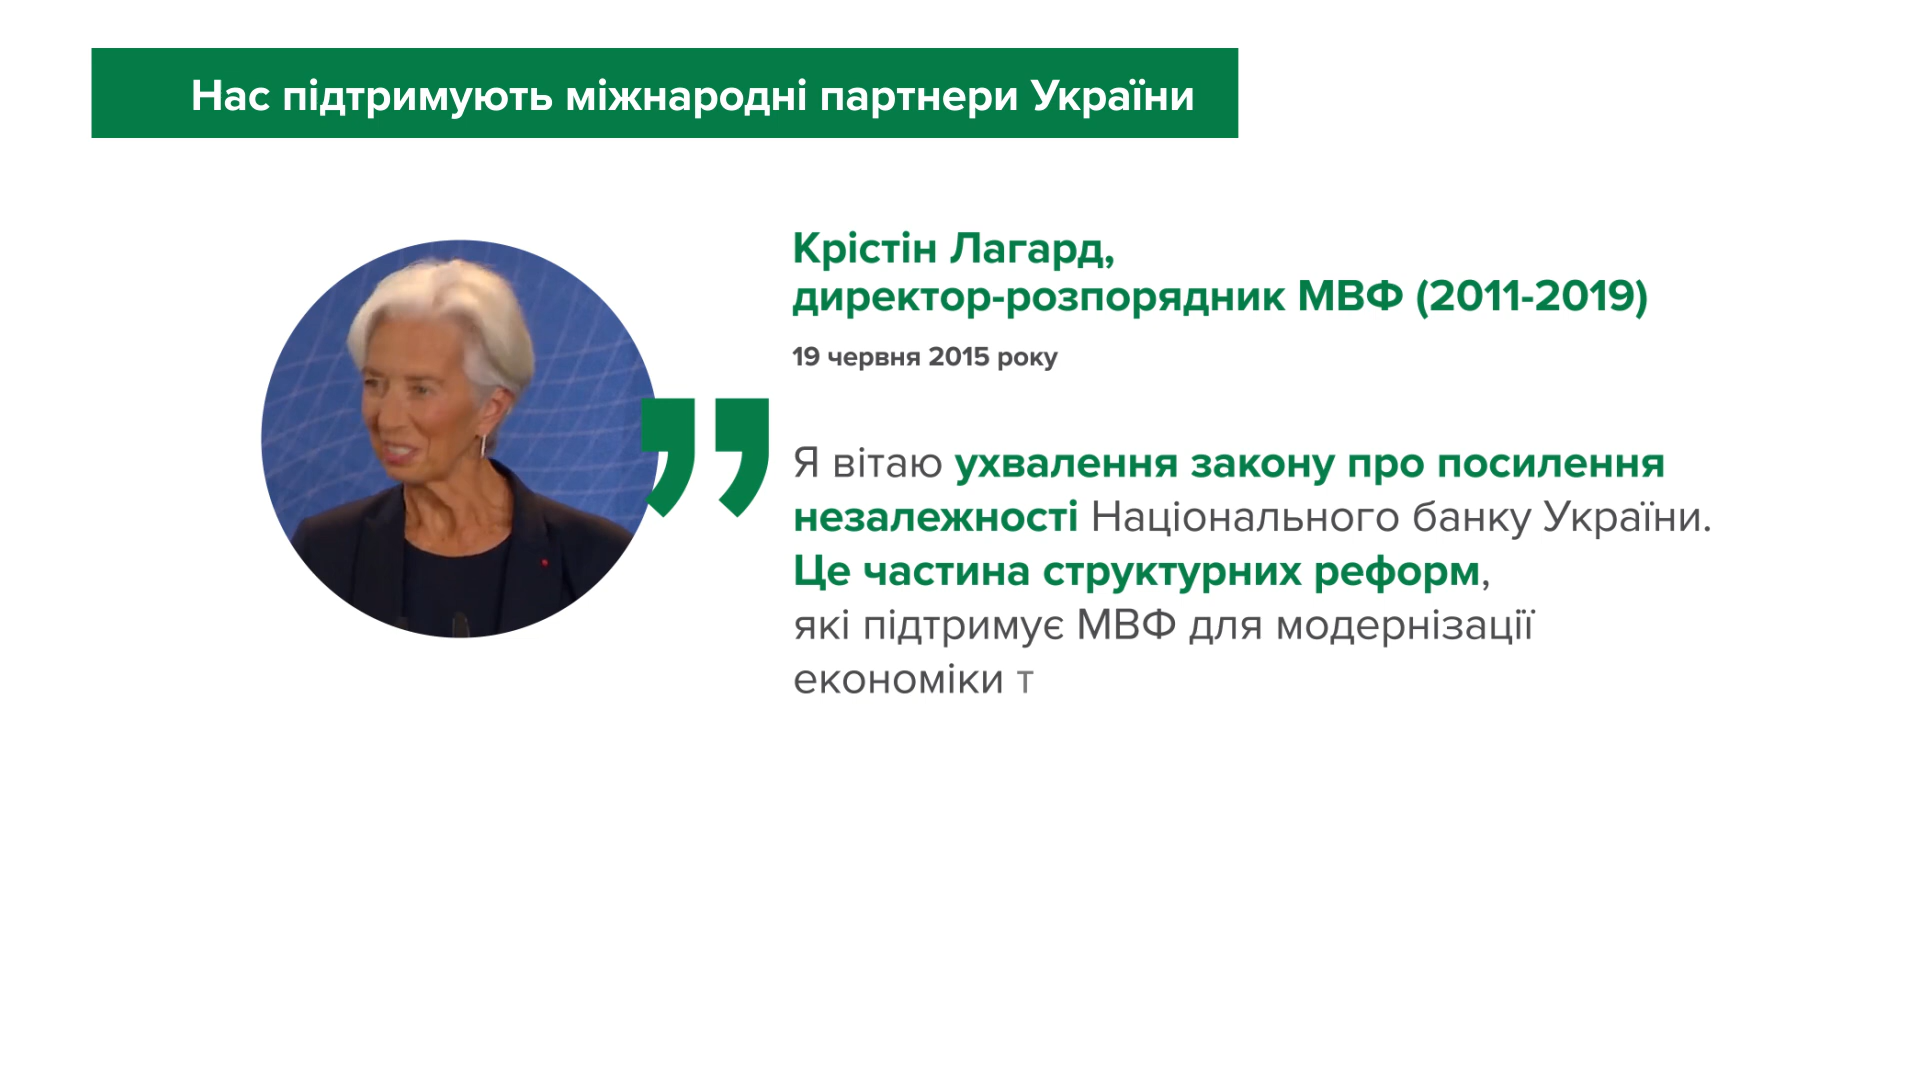 Нас підтримують міжнародні партнери України
Крістін Лагард,
директор-розпорядник МВФ (2011-2019)
19 червня 2015 року
Я вітаю ухвалення закону про посилення
незалежності Національного банку України.
Це частина структурних реформ,
які підтримує МВФ для модернізації
економіки т